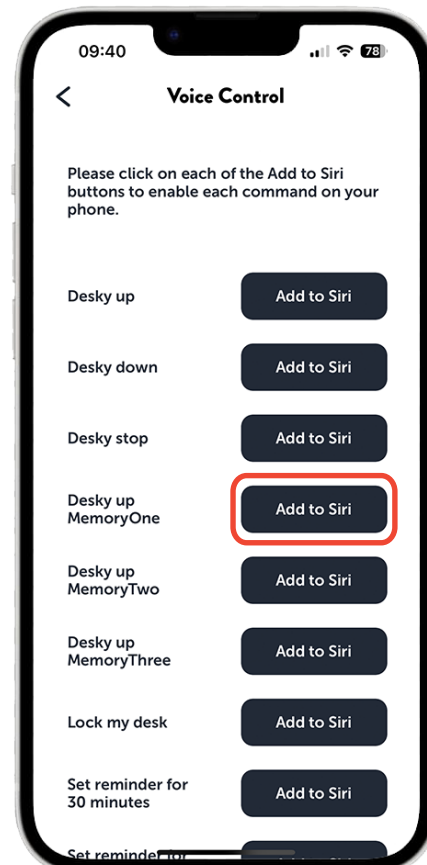 09:40
78
Voice Control
Please click on each of the Add to Siri
buttons to enable each command on your
phone.
Desky up
Add to Siri
Desky down
Add to Siri
Desky stop
Add to Siri
Desky up
MemoryOne
Add to Siri
Desky up
MemoryTwo
Add to Siri
Desky up
MemoryThree
Add to Siri
Lock my desk
Add to Siri
Set reminder for
30 minutes
Add to Siri
Set reminder for